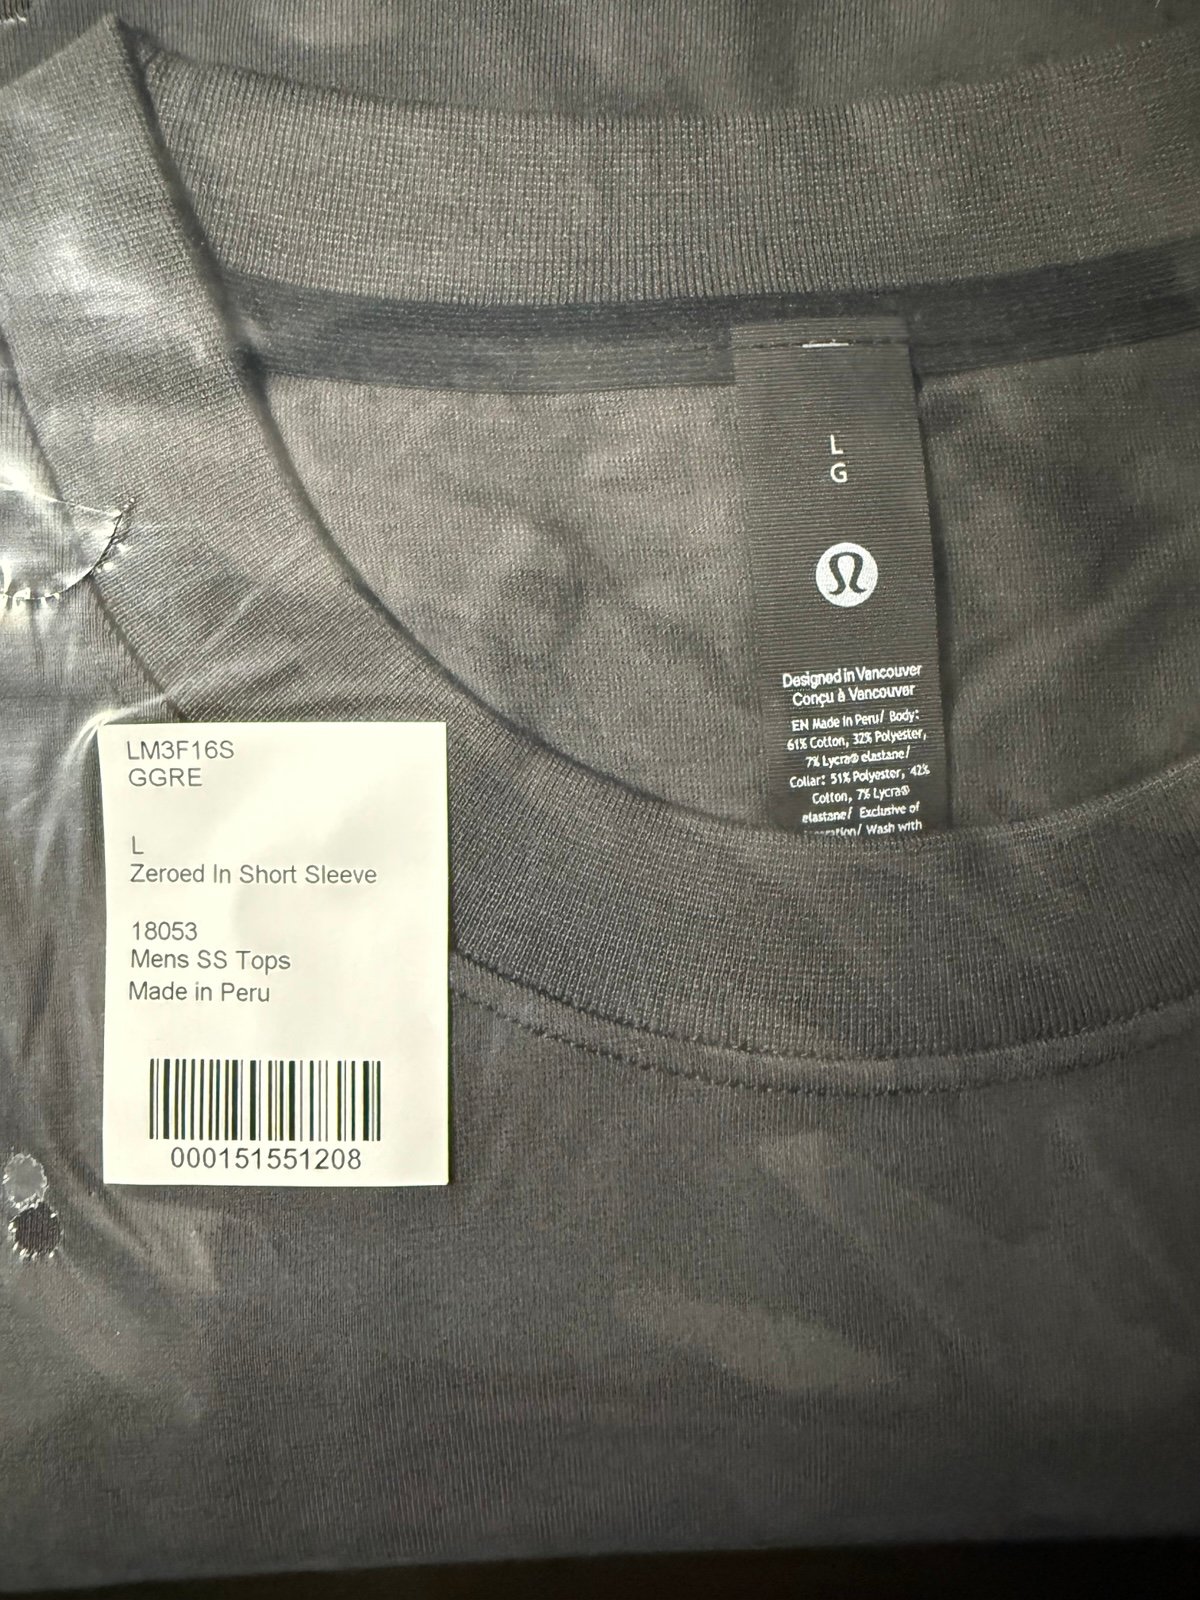 L
G
Designed in Vancouver
Conçu à Vancouver
EN Made in Peru/ Body:
61% Cotton, 32% Polyester,
7% Lycra® elastane/
Collar: 51% Polyester, 42%
Cotton, 7% Lycra®
elastane/ Exclusive of
Wash with
LM3F16S
GGRE
L
Zeroed In Short Sleeve
18053
Mens SS Tops
Made in Peru
000151551208